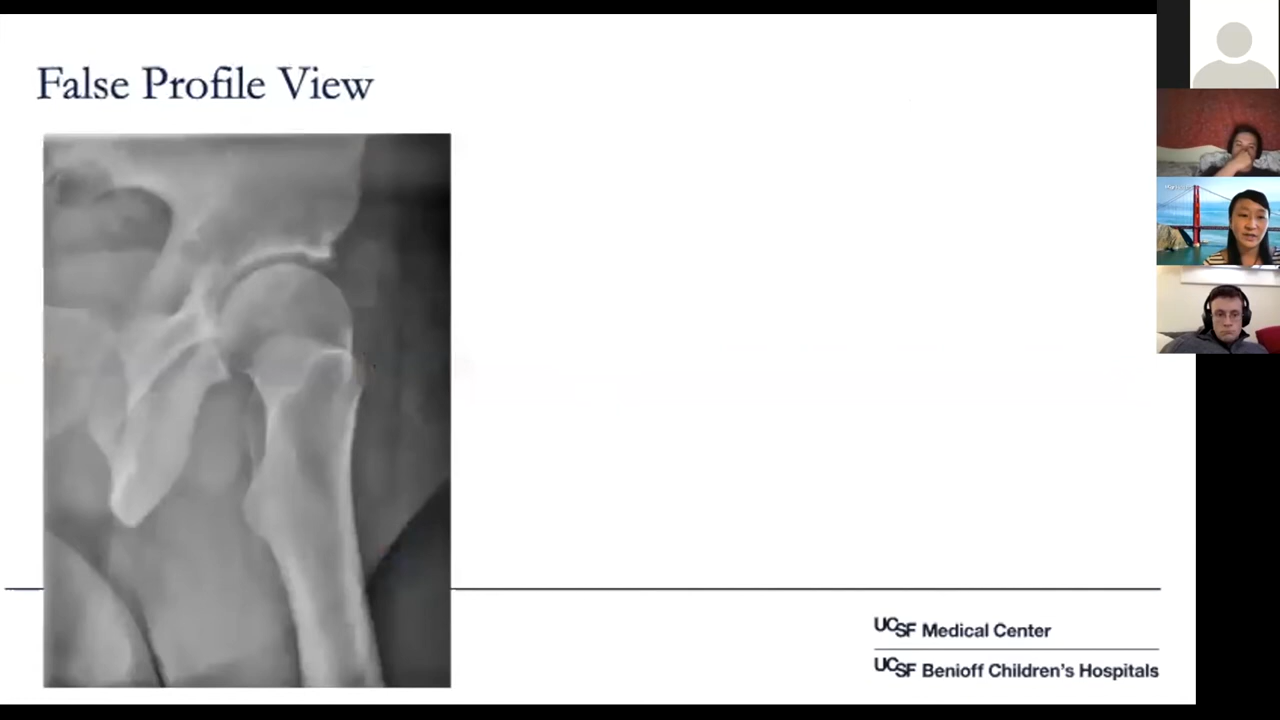 False Profile View
UCSF Medical Center
UCSF Benioff Children's Hospitals